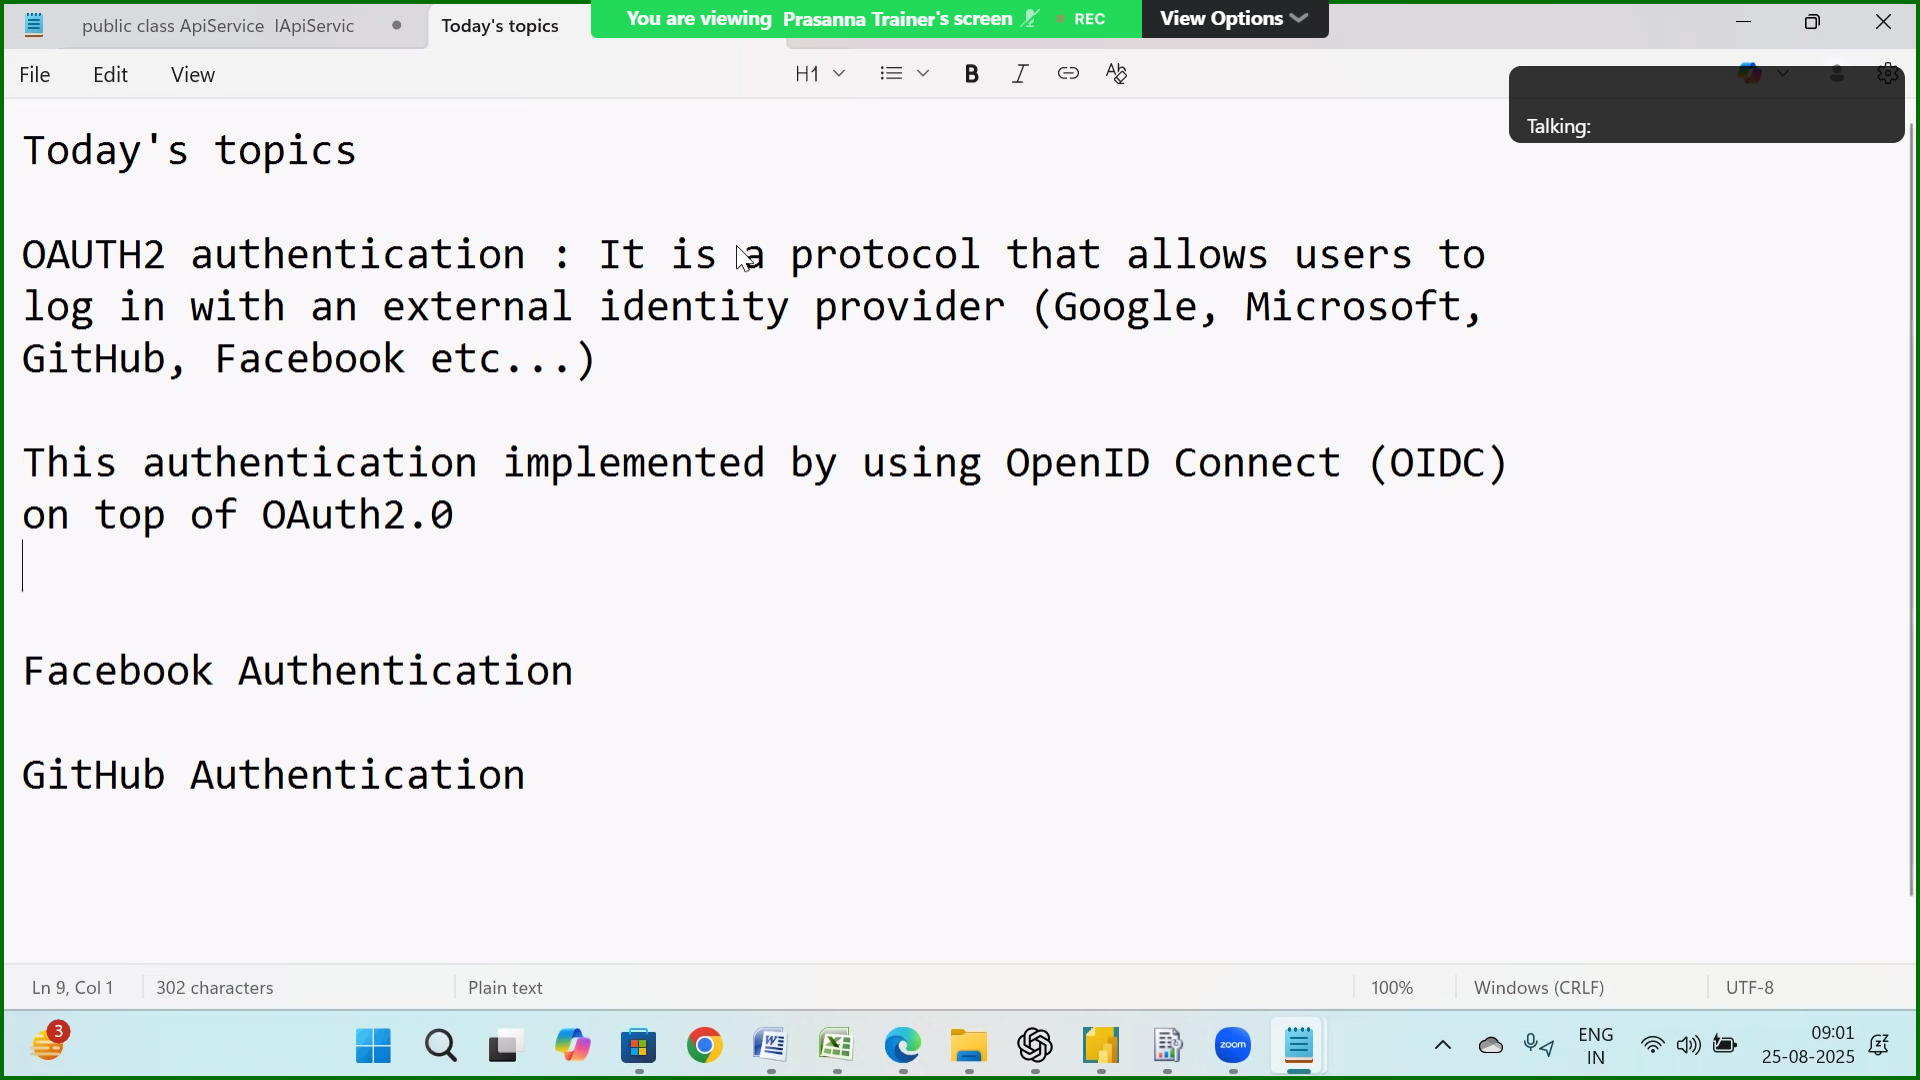 public class ApiService IApiServic
Today's topics
You are viewing Prasanna Trainer's screen
REC
View Options
File
Edit
View
H1
Talking:
Today's topics
OAUTH2 authentication : It is a protocol that allows users to
log in with an external identity provider (Google, Microsoft,
GitHub, Facebook etc...)
This authentication implemented by using OpenID Connect (OIDC)
on top of OAuth2.0
Facebook Authentication
GitHub Authentication
Ln 9, Col 1
302 characters
Plain text
100%
Windows (CRLF)
UTF-8
3
zoom
ENG
IN
09:01
25-08-2025